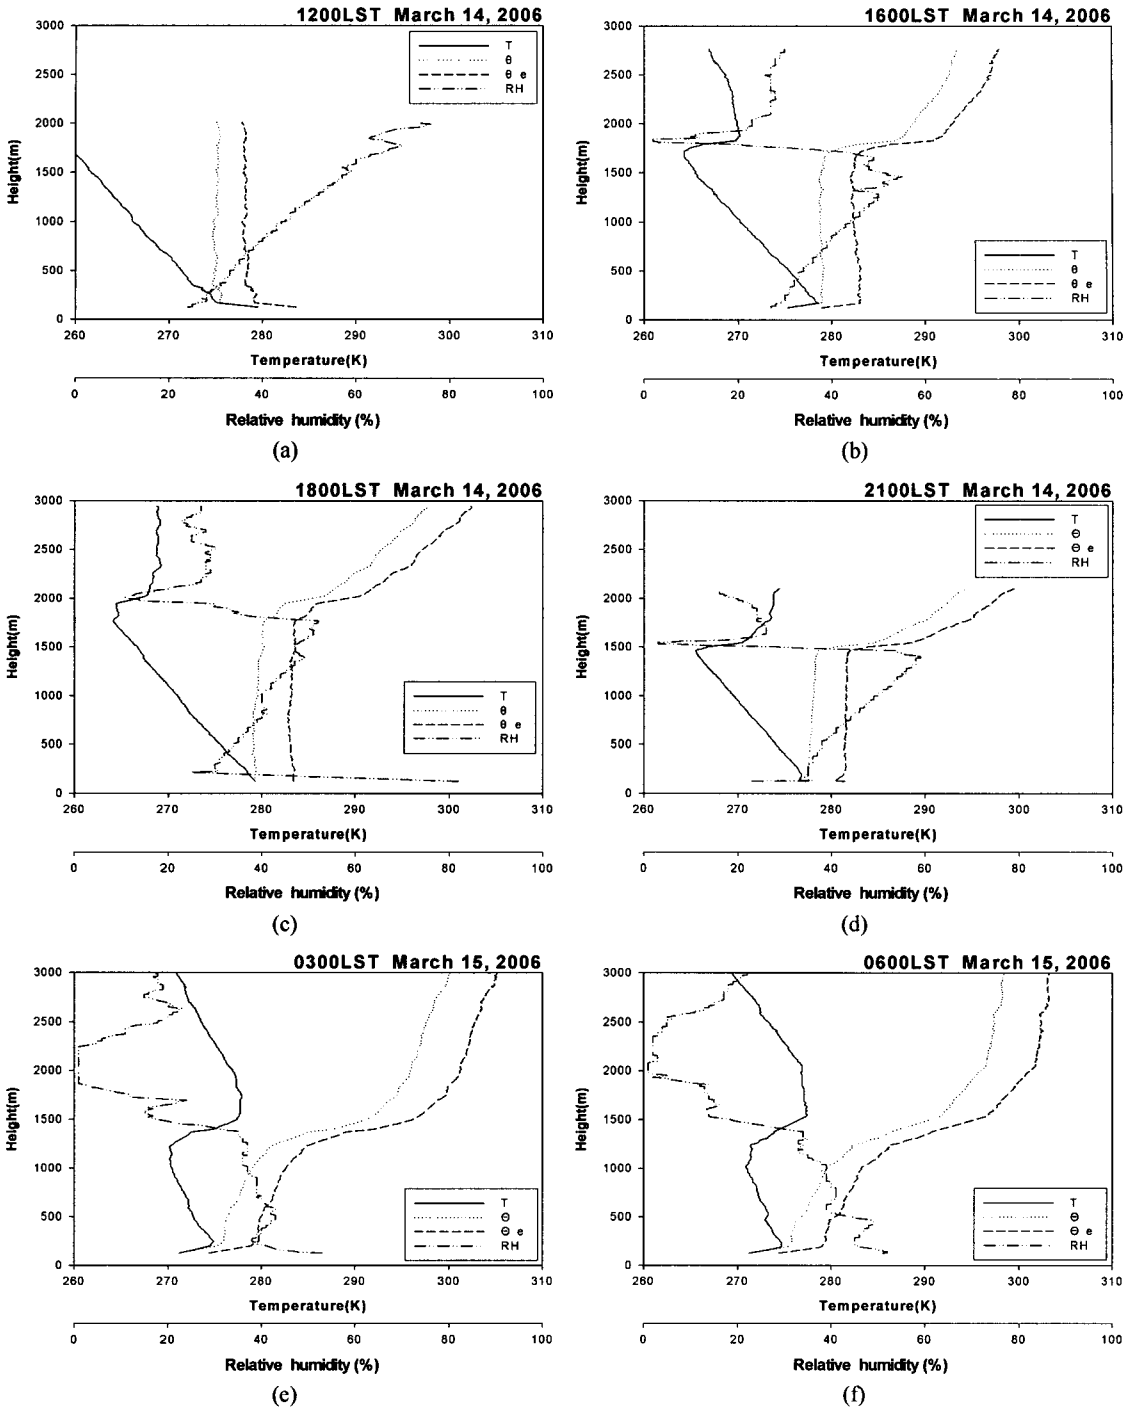 1200LST March 14, 2006
3000
2500
2000
1500
1000
500
0
Height(m)
T
θ
θ e
RH
260 270 280 290 300 310
Temperature(K)
0 20 40 60 80 100
Relative humidity (%)
(a)
1600LST March 14, 2006
3000
2500
2000
1500
1000
500
0
Height(m)
T
θ
θ e
RH
260 270 280 290 300 310
Temperature(K)
0 20 40 60 80 100
Relative humidity (%)
(b)
1800LST March 14, 2006
3000
2500
2000
1500
1000
500
0
Height(m)
T
θ
θ e
RH
260 270 280 290 300 310
Temperature(K)
0 20 40 60 80 100
Relative humidity (%)
(c)
2100LST March 14, 2006
3000
2500
2000
1500
1000
500
0
Height(m)
T
Θ
Θ e
RH
260 270 280 290 300 310
Temperature(K)
0 20 40 60 80 100
Relative humidity (%)
(d)
0300LST March 15, 2006
3000
2500
2000
1500
1000
500
0
Height(m)
T
Θ
Θ e
RH
260 270 280 290 300 310
Temperature(K)
0 20 40 60 80 100
Relative humidity (%)
(e)
0600LST March 15, 2006
3000
2500
2000
1500
1000
500
0
Height(m)
T
Θ
Θ e
RH
260 270 280 290 300 310
Temperature(K)
0 20 40 60 80 100
Relative humidity (%)
(f)